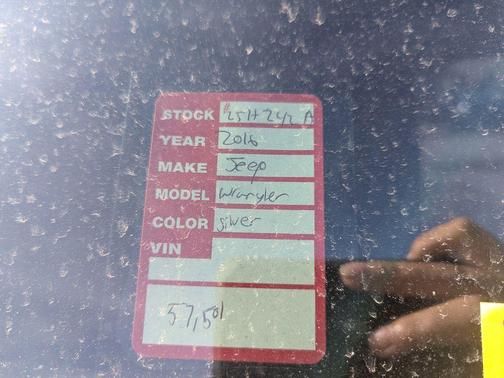 STOCK #25H242A
YEAR 2016
MAKE Jeep
MODEL Wrangler
COLOR Silver
VIN
57,501